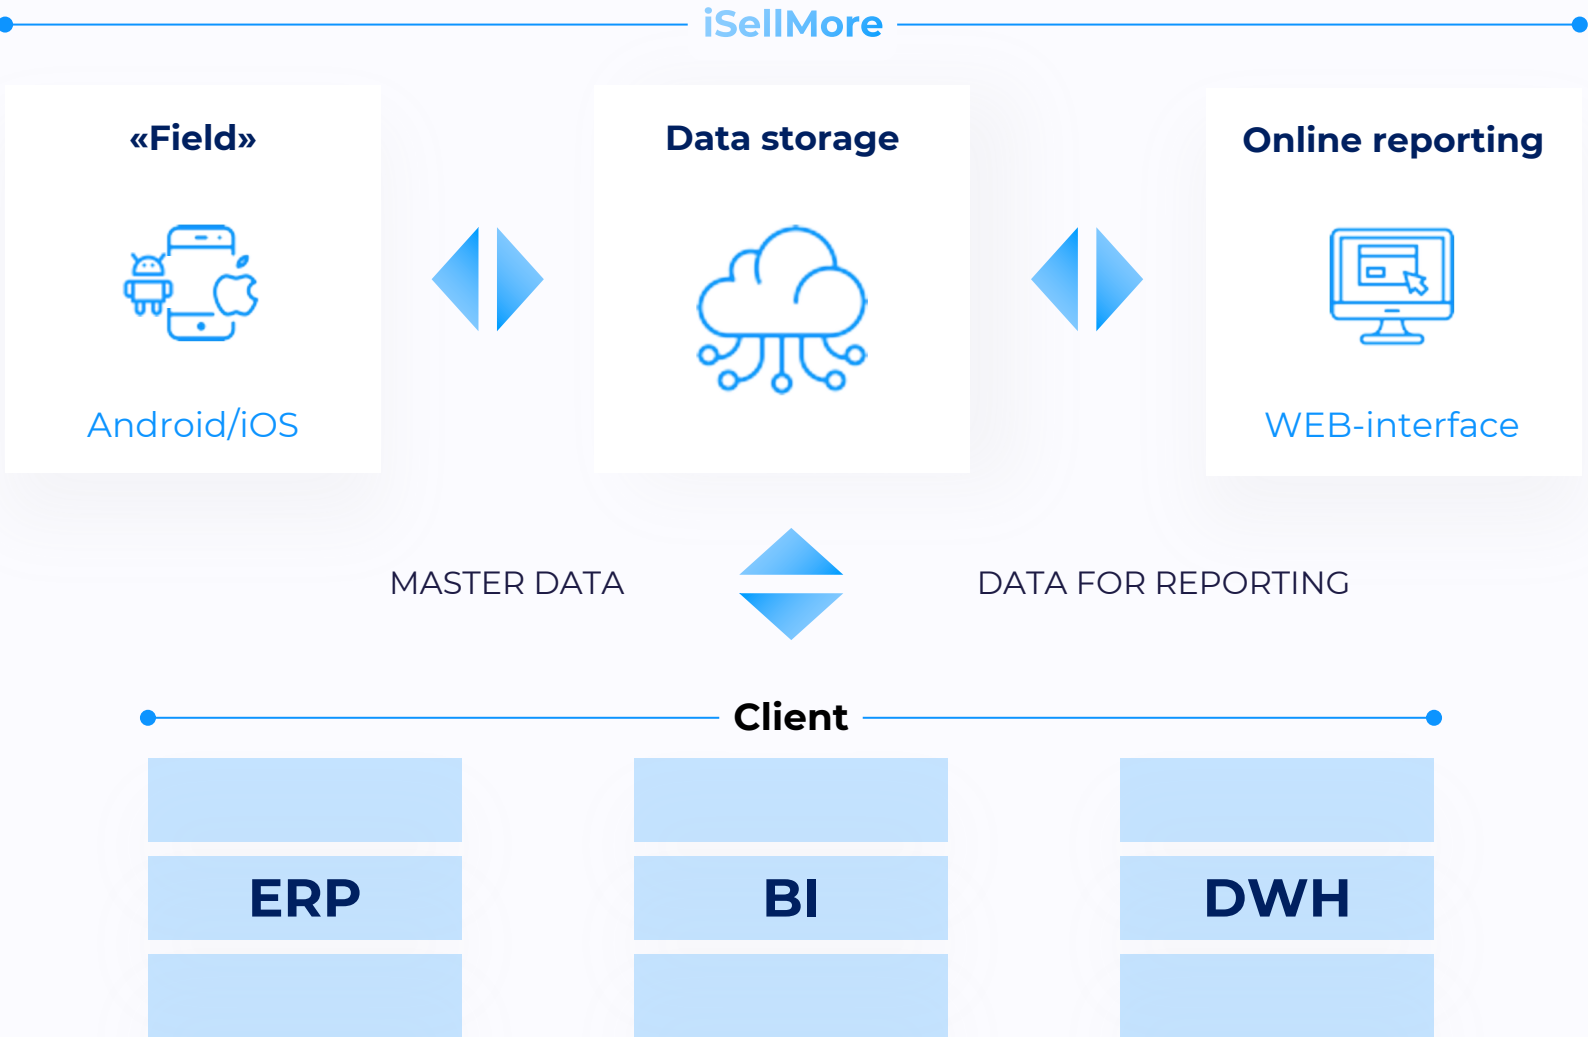 iSellMore
«Field»
Data storage
Online reporting
Android/iOS
WEB-interface
MASTER DATA
DATA FOR REPORTING
Client
ERP
BI
DWH